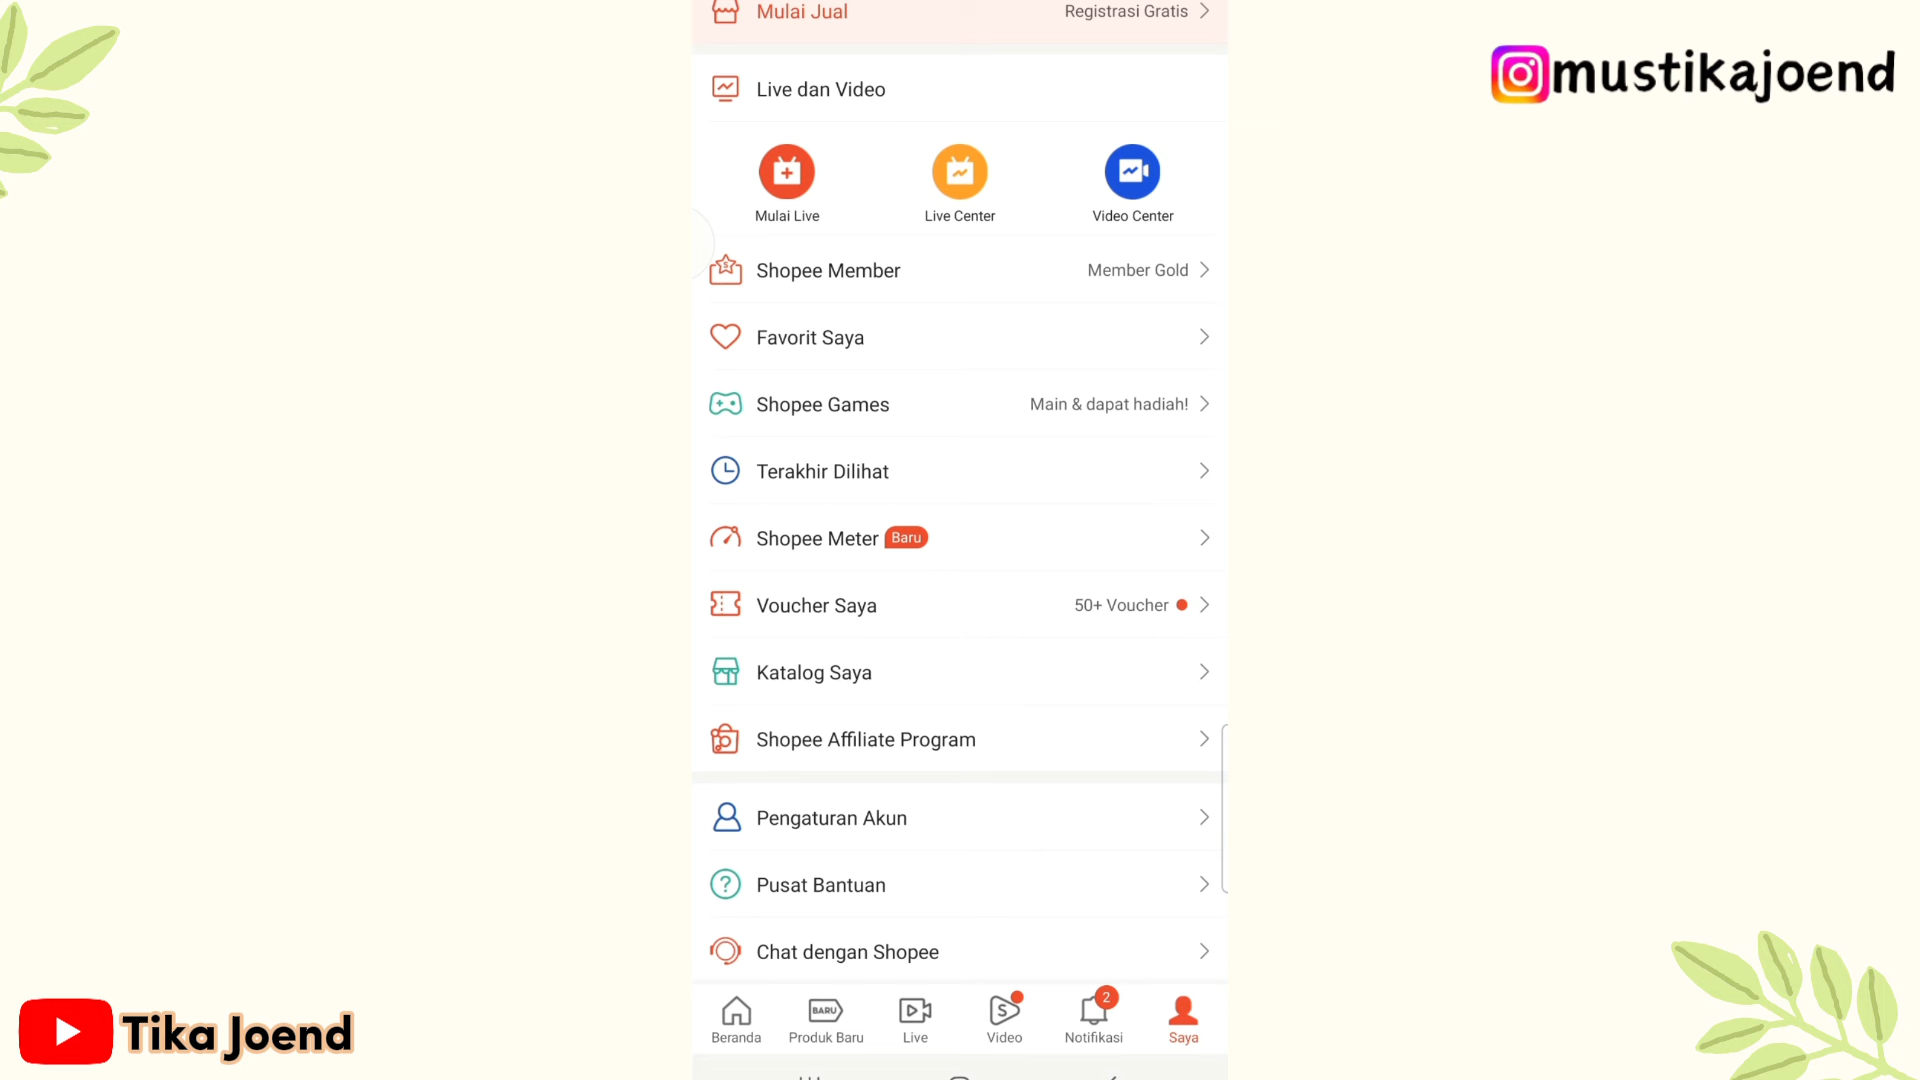 Mulai Jual Registrasi Gratis
mustikajoend
Live dan Video
Mulai Live Live Center Video Center
Shopee Member Member Gold
Favorit Saya
Shopee Games Main & dapat hadiah!
Terakhir Dilihat
Shopee Meter Baru
Voucher Saya 50+ Voucher
Katalog Saya
Shopee Affiliate Program
Pengaturan Akun
Pusat Bantuan
Chat dengan Shopee
BARU 2
Beranda Produk Baru Live Video Notifikasi Saya
Tika Joend